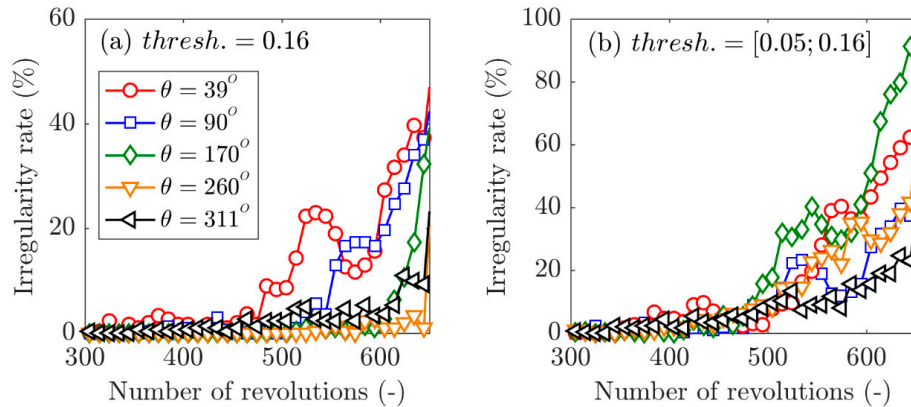 (a) thresh. = 0.16
Irregularity rate (%)
60
40
20
0
θ = 39°
θ = 90°
θ = 170°
θ = 260°
θ = 311°
300 400 500 600
Number of revolutions (-)
(b) thresh. = [0.05; 0.16]
Irregularity rate (%)
100
80
60
40
20
0
300 400 500 600
Number of revolutions (-)